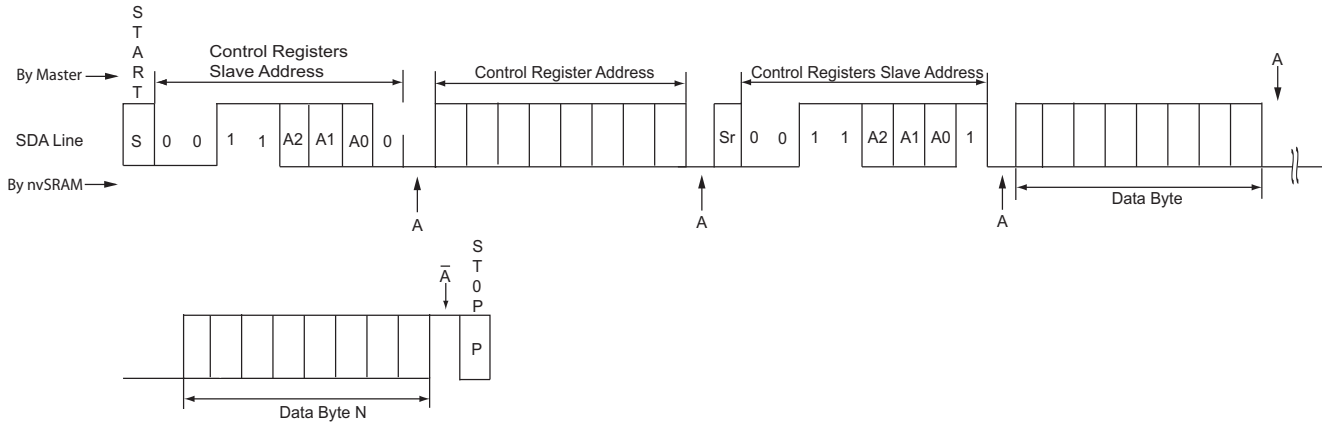 START
Control Registers
Slave Address
By Master
Control Register Address
Control Registers Slave Address
A
SDA Line
S 0 0 1 1 A2 A1 A0 0
Sr 0 0 1 1 A2 A1 A0 1
By nvSRAM
A
A
A
Data Byte
A̅
ST0P
P
Data Byte N